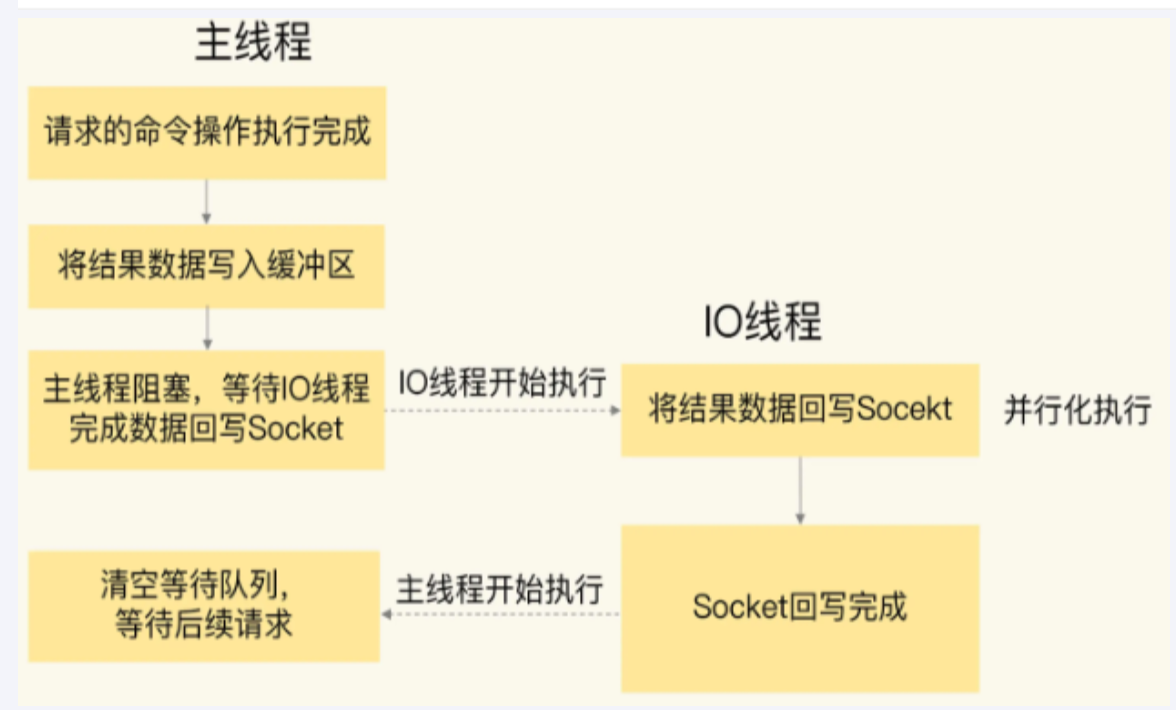 主线程
请求的命令操作执行完成
将结果数据写入缓冲区
主线程阻塞，等待IO线程
完成数据回写Socket
IO线程开始执行
IO线程
将结果数据回写Socekt
并行化执行
Socket回写完成
主线程开始执行
清空等待队列，
等待后续请求